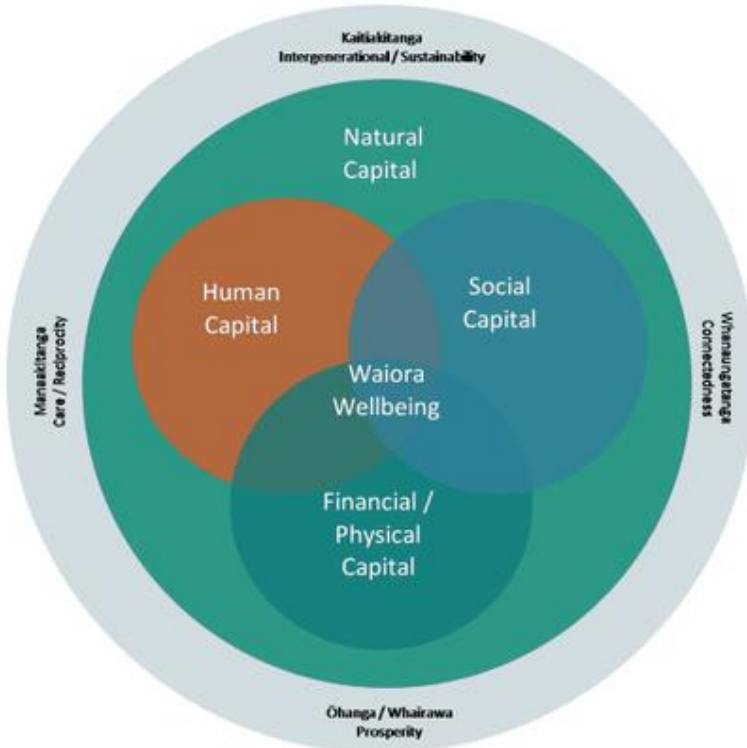 Kaitiakitanga
Intergenerational / Sustainability
Natural
Capital
Human
Capital
Social
Capital
Manaakitanga
Care / Reciprocity
Whanaungatanga
Connectedness
Waiora
Wellbeing
Financial /
Physical
Capital
Ōhanga / Whairawa
Prosperity